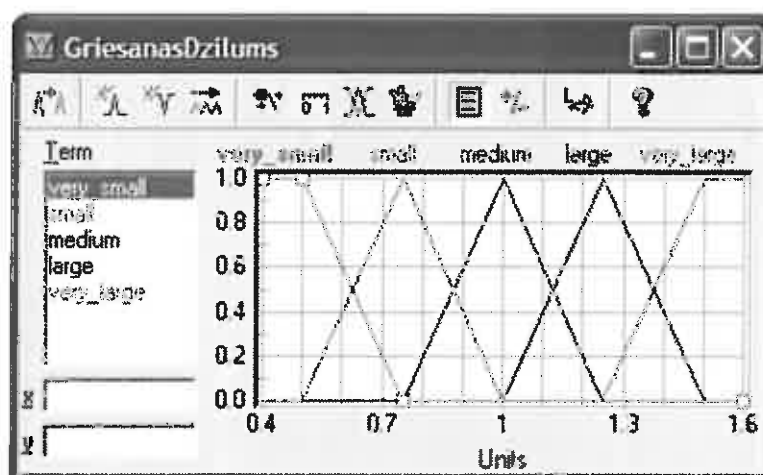 GriesanasDzilums
Term
very_small small medium large very_large
very_small
small
medium
large
very_large
1.0
0.8
0.6
0.4
0.2
0.0
0.4 0.7 1 1.3 1.6
Units